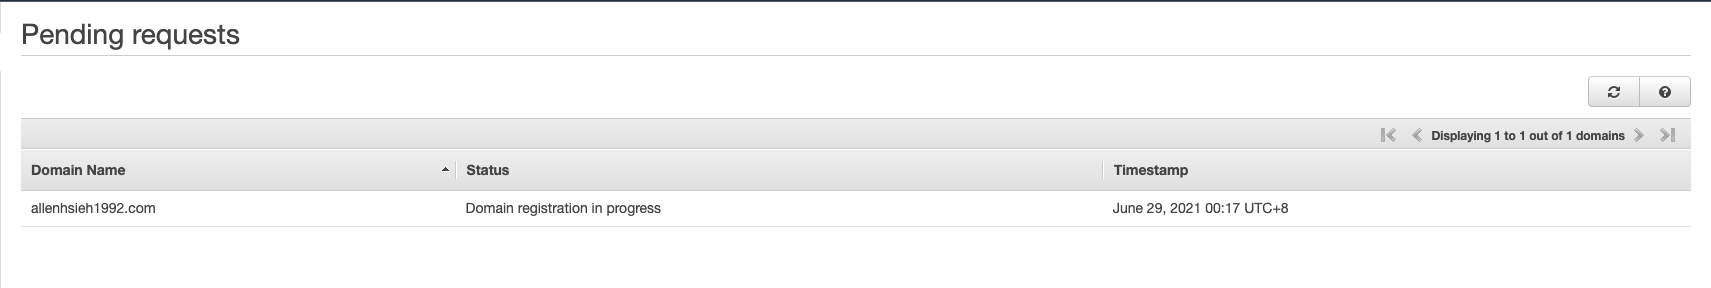 Pending requests
Displaying 1 to 1 out of 1 domains
Domain Name Status Timestamp
allenhsieh1992.com Domain registration in progress June 29, 2021 00:17 UTC+8